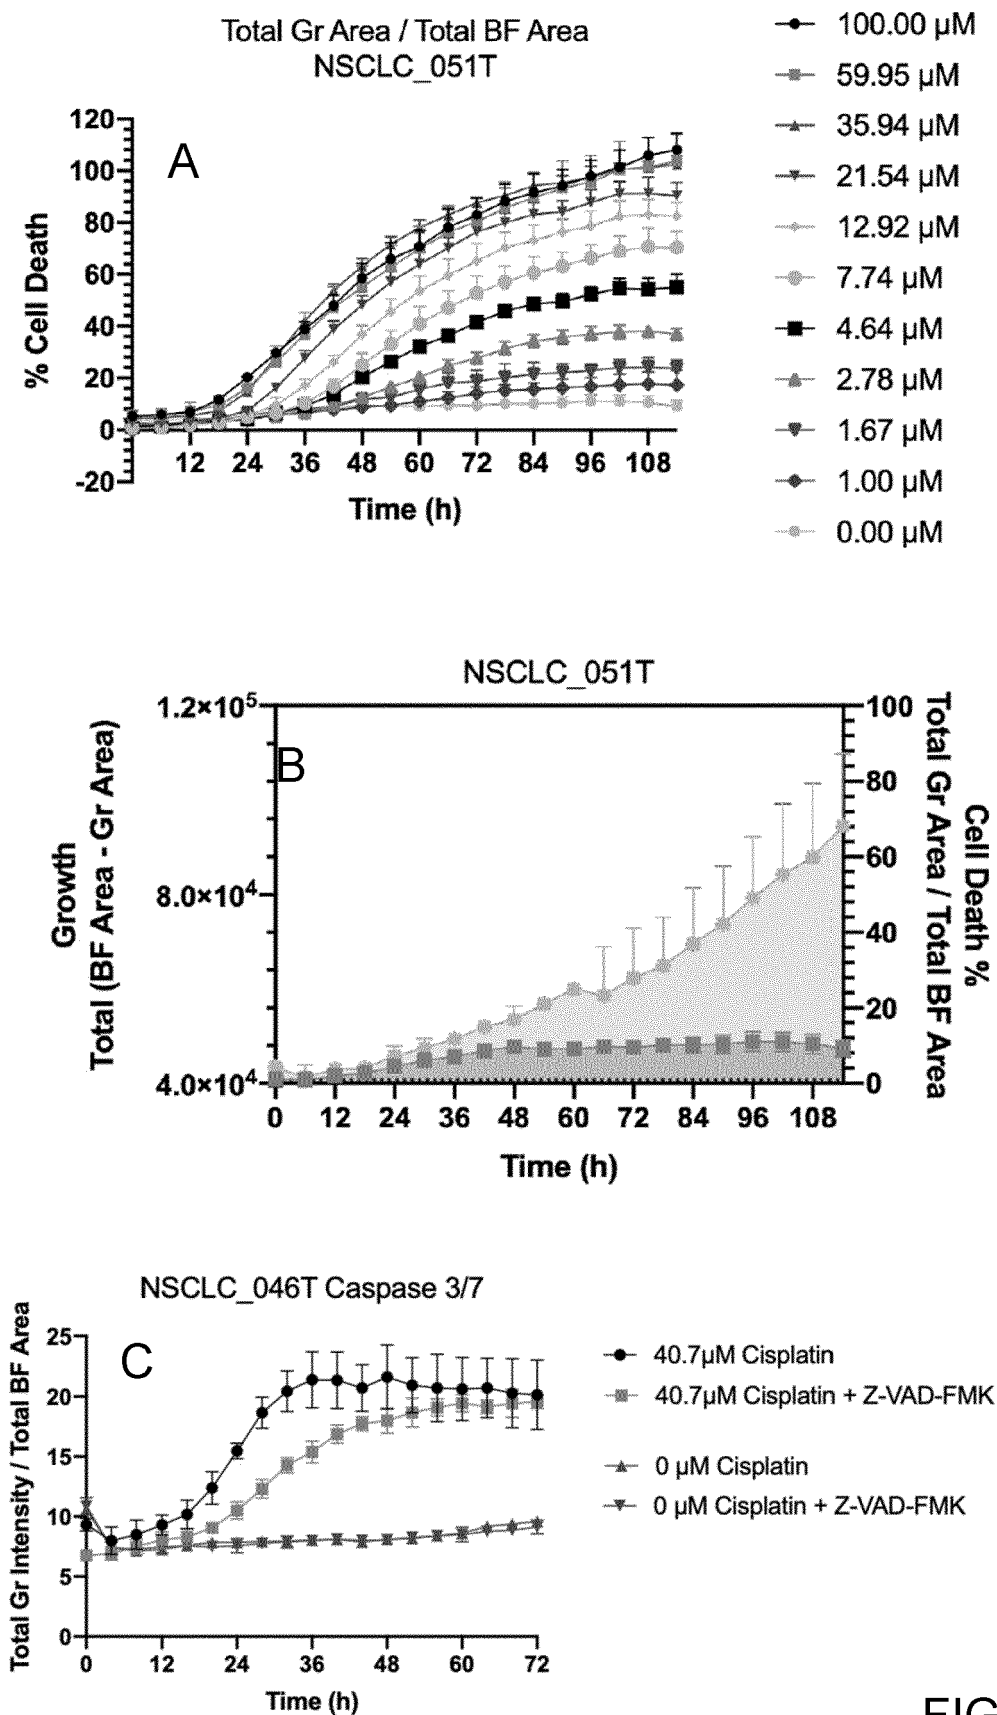 Total Gr Area / Total BF Area
NSCLC_051T
A
% Cell Death
120
100
80
60
40
20
0
-20
12 24 36 48 60 72 84 96 108
Time (h)
100.00 µM
59.95 µM
35.94 µM
21.54 µM
12.92 µM
7.74 µM
4.64 µM
2.78 µM
1.67 µM
1.00 µM
0.00 µM
NSCLC_051T
B
Growth
Total (BF Area - Gr Area)
1.2×10⁵
8.0×10⁴
4.0×10⁴
100
80
60
40
20
0
Total Gr Area / Total BF Area
Cell Death %
0 12 24 36 48 60 72 84 96 108
Time (h)
NSCLC_046T Caspase 3/7
C
Total Gr Intensity / Total BF Area
25
20
15
10
5
0
0 12 24 36 48 60 72
Time (h)
40.7µM Cisplatin
40.7µM Cisplatin + Z-VAD-FMK
0 µM Cisplatin
0 µM Cisplatin + Z-VAD-FMK
FIG